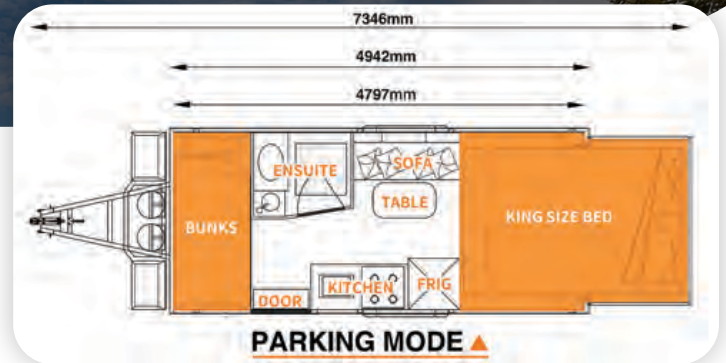 7346mm
4942mm
4797mm
ENSUITE
SOFA
TABLE
BUNKS
KING SIZE BED
KITCHEN
FRIG
DOOR
PARKING MODE ▲